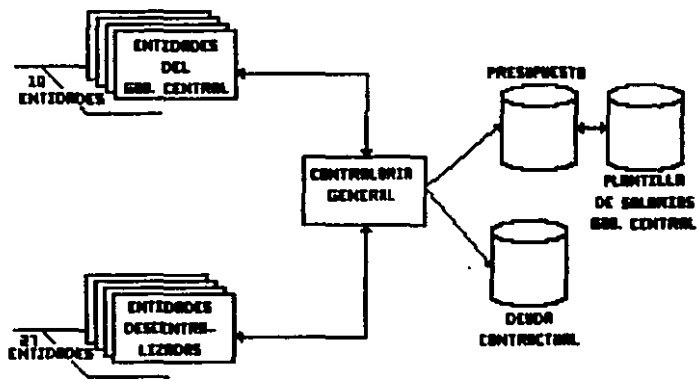 ENTIDADES
DEL
GOB. CENTRAL
10
ENTIDADES
CONTRALORIA
GENERAL
PRESUPUESTO
PLANTILLA
DE SALARIOS
GOB. CENTRAL
ENTIDADES
DESCENTRA-
LIZADAS
27
ENTIDADES
DEUDA
CONTRACTUAL